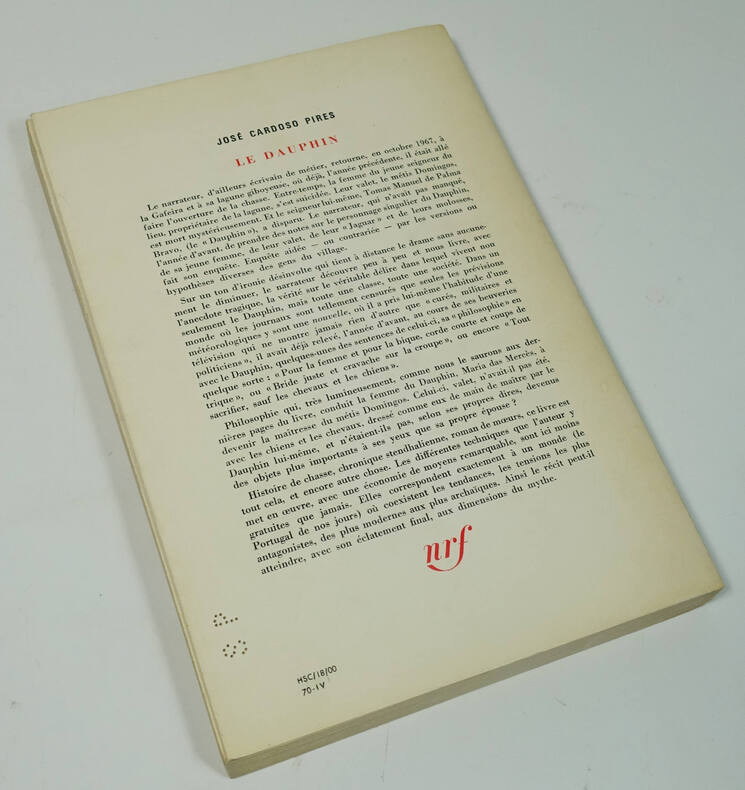 JOSÉ CARDOSO PIRES
LE DAUPHIN
Le narrateur, d'ailleurs écrivain de métier, retourne, en octobre 1967, à
la Gafeira et à sa lagune giboyeuse, où déjà, l'année précédente, il était allé
faire l'ouverture de la chasse. Entre-temps, la femme du jeune seigneur du
lieu, propriétaire de la lagune, s'est suicidée. Leur valet, le métis Domingos,
est mort mystérieusement. Et le seigneur lui-même, Tomas Manuel de Palma
Bravo, (le « Dauphin »), a disparu. Le narrateur, qui n'avait pas manqué,
l'année d'avant, de prendre des notes sur le personnage singulier du Dauphin,
de sa jeune femme, de leur valet, de leur « Jaguar » et de leurs molosses,
fait son enquête. Enquête aidée — ou contrariée — par les versions ou
hypothèses diverses des gens du village.
Sur un ton d'ironie désinvolte qui tient à distance le drame sans aucune-
ment le diminuer, le narrateur découvre peu à peu et nous livre, avec
l'anecdote tragique, la vérité sur le véritable délire dans lequel vivent non
seulement le Dauphin, mais toute une classe, toute une société. Dans un
monde où les journaux sont tellement censurés que seules les prévisions
météorologiques y sont une nouvelle, où il a pris lui-même l'habitude d'une
télévision qui ne montre jamais rien d'autre que « curés, militaires et
politiciens », il avait déjà relevé, l'année d'avant, au cours de ses beuveries
avec le Dauphin, quelques-unes des sentences de celui-ci, sa « philosophie » en
quelque sorte : « Pour la femme et pour la bique, corde courte et coups de
trique », ou « Bride juste et cravache sur la croupe », ou encore « Tout
sacrifier, sauf les chevaux et les chiens ».
Philosophie qui, très lumineusement, comme nous le saurons aux der-
nières pages du livre, conduit la femme du Dauphin, Maria das Mercès, à
devenir la maîtresse du métis Domingos. Celui-ci, valet, n'avait-il pas été,
avec les chiens et les chevaux, dressé comme eux de main de maître par le
Dauphin lui-même, et n'étaient-ils pas, selon ses propres dires, devenus
des objets plus importants à ses yeux que sa propre épouse ?
Histoire de chasse, chronique stendhalienne, roman de mœurs, ce livre est
tout cela, et encore autre chose. Les différentes techniques que l'auteur y
met en œuvre, avec une économie de moyens remarquable, sont ici moins
gratuites que jamais. Elles correspondent exactement à un monde (le
Portugal de nos jours) où coexistent les tendances, les tensions les plus
antagonistes, des plus modernes aux plus archaïques. Ainsi le récit peut-il
atteindre, avec son éclatement final, aux dimensions du mythe.
nrf
HSC/18/00
70-IV